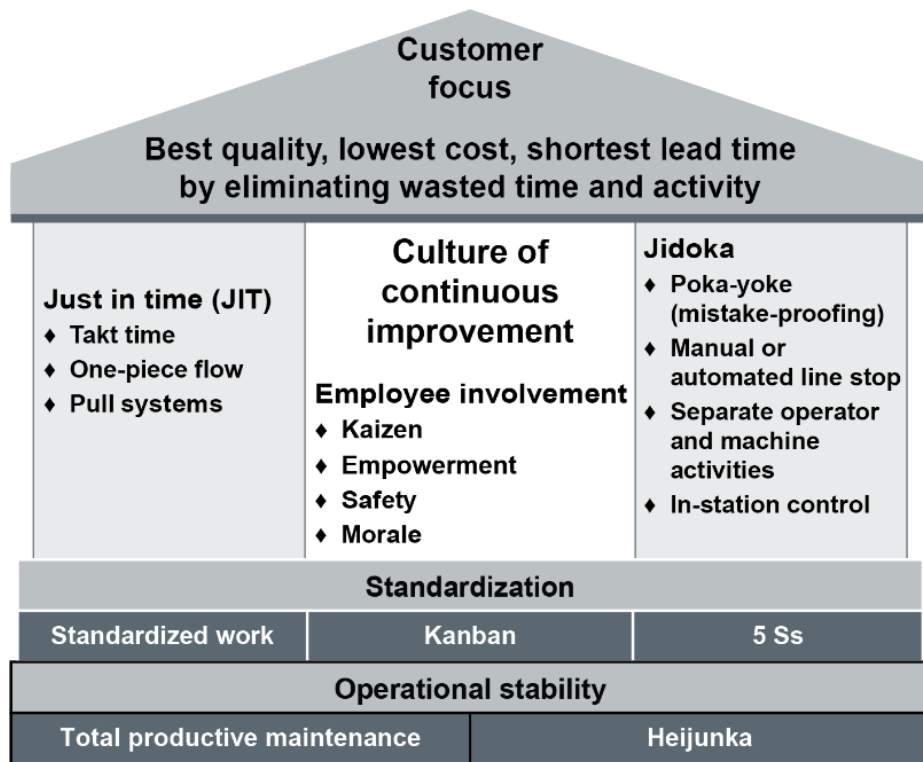 Customer
focus
Best quality, lowest cost, shortest lead time
by eliminating wasted time and activity
Just in time (JIT)
♦ Takt time
♦ One-piece flow
♦ Pull systems
Culture of
continuous
improvement
Employee involvement
♦ Kaizen
♦ Empowerment
♦ Safety
♦ Morale
Jidoka
♦ Poka-yoke
(mistake-proofing)
♦ Manual or
automated line stop
♦ Separate operator
and machine
activities
♦ In-station control
Standardization
Standardized work
Kanban
5 Ss
Operational stability
Total productive maintenance
Heijunka